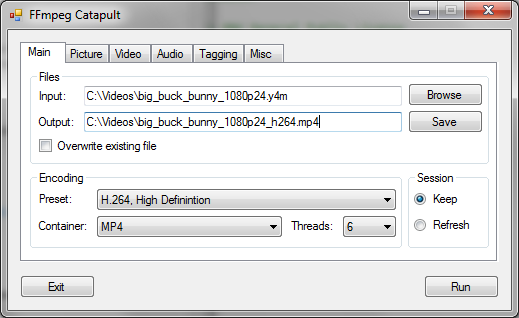 FFmpeg Catapult
Main Picture Video Audio Tagging Misc
Files
Input: C:\Videos\big_buck_bunny_1080p24.y4m Browse
Output: C:\Videos\big_buck_bunny_1080p24_h264.mp4 Save
Overwrite existing file
Encoding Session
Preset: H.264, High Definintion Keep
Container: MP4 Threads: 6 Refresh
Exit Run